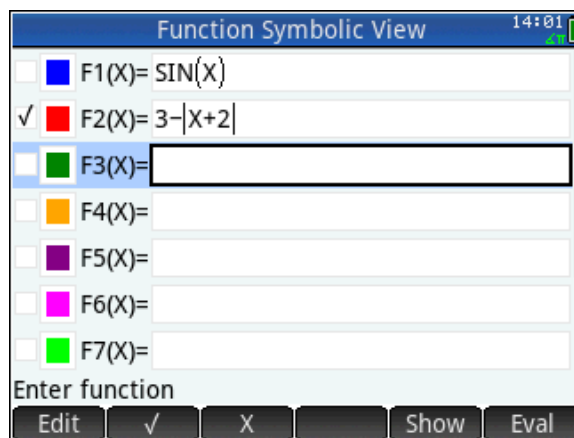 Function Symbolic View 14:01
∡π
F1(X)= SIN(X)
√ F2(X)= 3−|X+2|
F3(X)=
F4(X)=
F5(X)=
F6(X)=
F7(X)=
Enter function
Edit √ X Show Eval